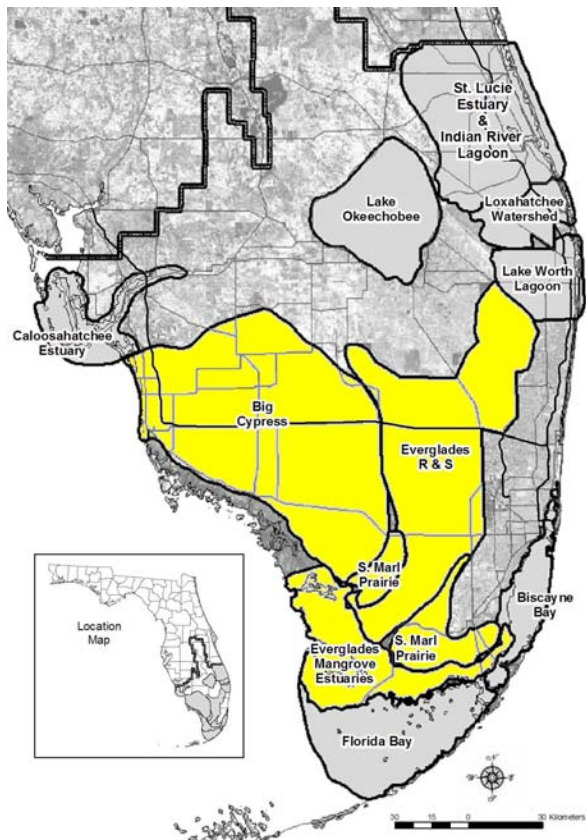 St. Lucie
Estuary
&
Indian River
Lagoon
Lake
Okeechobee
Loxahatchee
Watershed
Lake Worth
Lagoon
Caloosahatchee
Estuary
Big
Cypress
Everglades
R & S
S. Marl
Prairie
Biscayne
Bay
Location
Map
S. Marl
Prairie
Everglades
Mangrove
Estuaries
Florida Bay
N
W
E
S
30 15 0 30 Kilometers